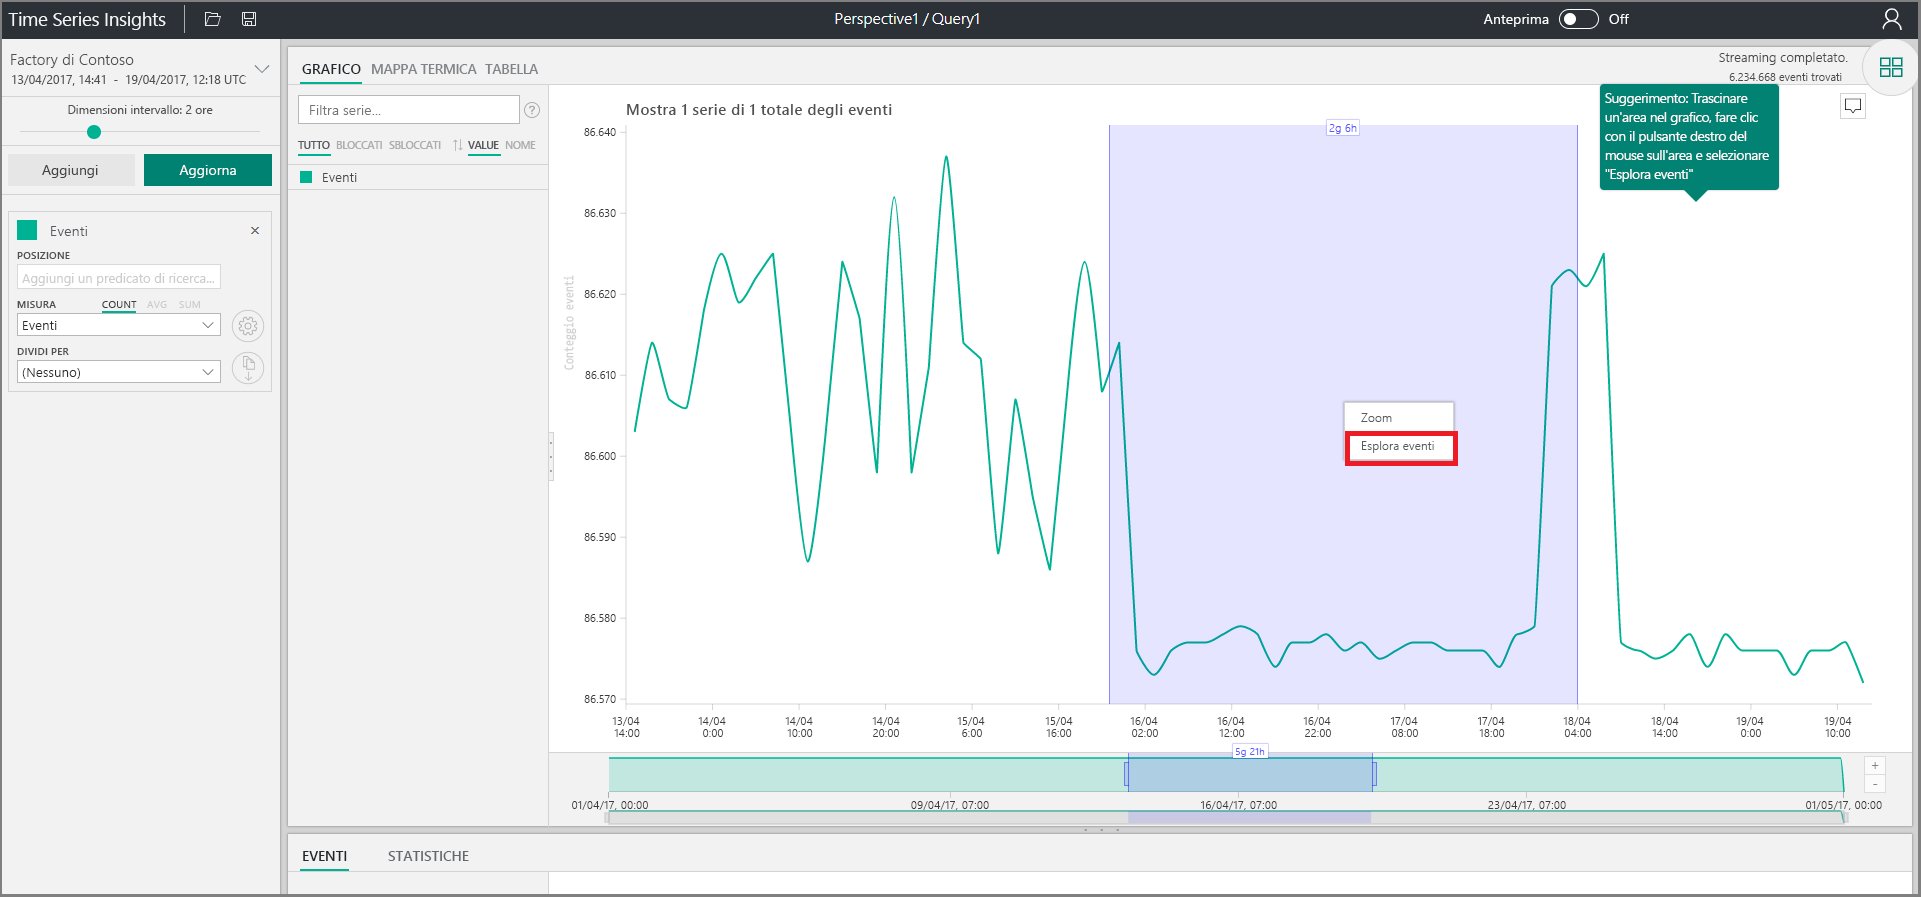 Time Series Insights
Perspective1 / Query1
Anteprima
Off
Factory di Contoso
13/04/2017, 14:41 - 19/04/2017, 12:18 UTC
Dimensioni intervallo: 2 ore
Aggiungi
Aggiorna
Eventi
×
POSIZIONE
Aggiungi un predicato di ricerca...
MISURA
COUNT
AVG
SUM
Eventi
DIVIDI PER
(Nessuno)
GRAFICO
MAPPA TERMICA
TABELLA
Streaming completato.
6.234.668 eventi trovati
Filtra serie...
?
TUTTO
BLOCCATI
SBLOCCATI
VALUE
NOME
Eventi
Mostra 1 serie di 1 totale degli eventi
Suggerimento: Trascinare
un'area nel grafico, fare clic
con il pulsante destro del
mouse sull'area e selezionare
"Esplora eventi"
2g 6h
Conteggio eventi
86.640
86.630
86.620
86.610
86.600
86.590
86.580
86.570
Zoom
Esplora eventi
13/04
14:00
14/04
0:00
14/04
10:00
14/04
20:00
15/04
6:00
15/04
16:00
16/04
02:00
16/04
12:00
16/04
22:00
17/04
08:00
17/04
18:00
18/04
04:00
18/04
14:00
19/04
0:00
19/04
10:00
5g 21h
+
-
01/04/17, 00:00
09/04/17, 07:00
16/04/17, 07:00
23/04/17, 07:00
01/05/17, 00:00
EVENTI
STATISTICHE